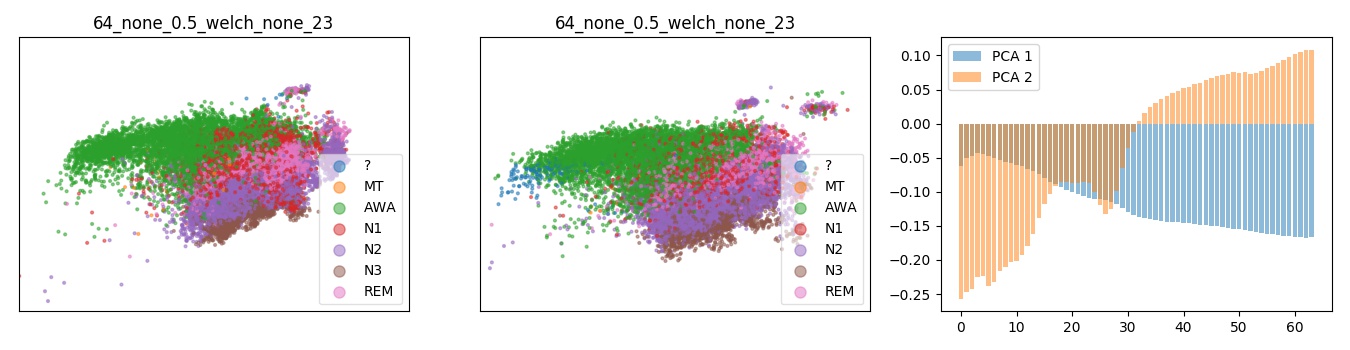 64_none_0.5_welch_none_23
?
MT
AWA
N1
N2
N3
REM
64_none_0.5_welch_none_23
?
MT
AWA
N1
N2
N3
REM
PCA 1
PCA 2
0.10
0.05
0.00
−0.05
−0.10
−0.15
−0.20
−0.25
0 10 20 30 40 50 60